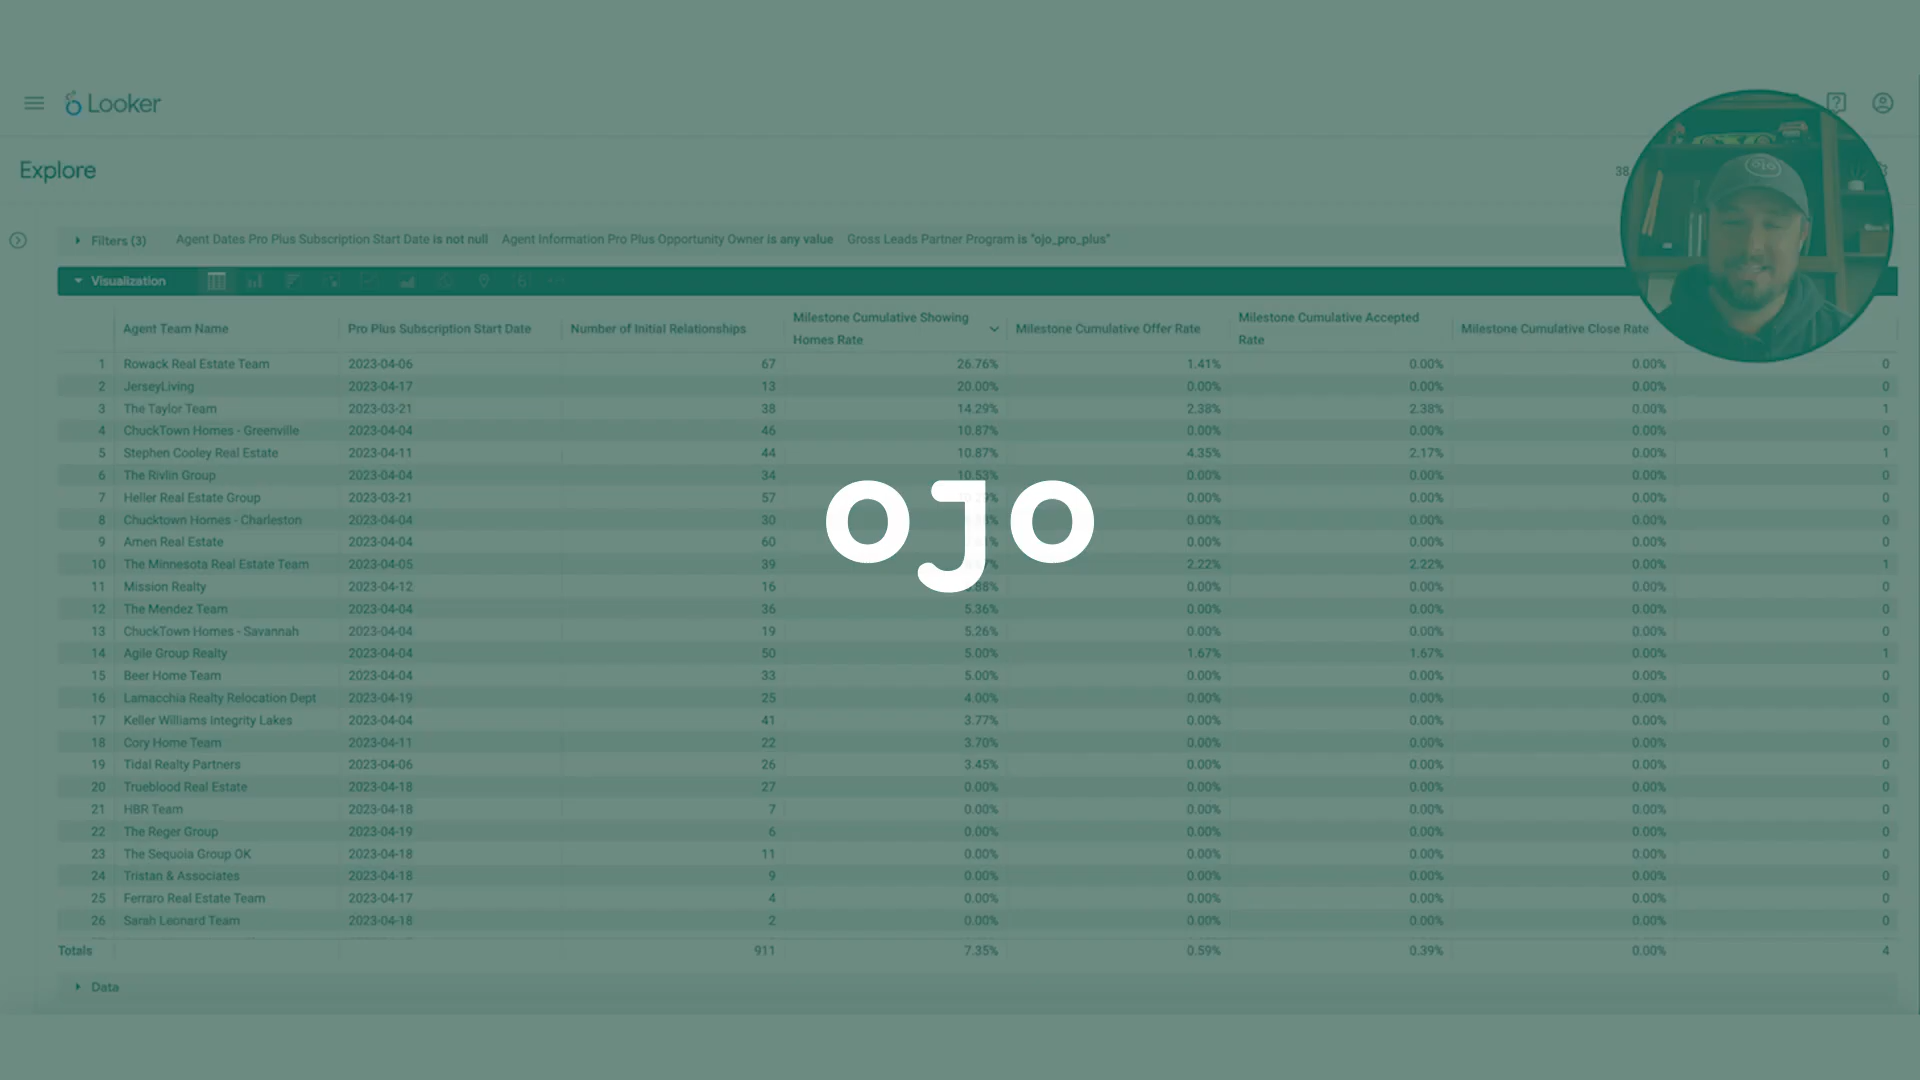 Looker
Explore
38
Filters (3) Agent Dates Pro Plus Subscription Start Date is not null Agent Information Pro Plus Opportunity Owner is any value Gross Leads Partner Program is "ojo_pro_plus"
Visualization
Agent Team Name Pro Plus Subscription Start Date Number of Initial Relationships Milestone Cumulative Showing Homes Rate Milestone Cumulative Offer Rate Milestone Cumulative Accepted Rate Milestone Cumulative Close Rate
1 Rowack Real Estate Team 2023-04-06 67 26.76% 1.41% 0.00% 0.00% 0
2 JerseyLiving 2023-04-17 13 20.00% 0.00% 0.00% 0.00% 0
3 The Taylor Team 2023-03-21 38 14.29% 2.38% 2.38% 0.00% 1
4 ChuckTown Homes - Greenville 2023-04-04 46 10.87% 0.00% 0.00% 0.00% 0
5 Stephen Cooley Real Estate 2023-04-11 44 10.87% 4.35% 2.17% 0.00% 1
6 The Rivlin Group 2023-04-04 34 10.53% 0.00% 0.00% 0.00% 0
7 Heller Real Estate Group 2023-03-21 57 0.00% 0.00% 0.00% 0
8 Chucktown Homes - Charleston 2023-04-04 30 0.00% 0.00% 0.00% 0
9 Amen Real Estate 2023-04-04 60 0.00% 0.00% 0.00% 0
10 The Minnesota Real Estate Team 2023-04-05 39 2.22% 2.22% 0.00% 1
11 Mission Realty 2023-04-12 16 0.00% 0.00% 0.00% 0
12 The Mendez Team 2023-04-04 36 5.36% 0.00% 0.00% 0.00% 0
13 ChuckTown Homes - Savannah 2023-04-04 19 5.26% 0.00% 0.00% 0.00% 0
14 Agile Group Realty 2023-04-04 50 5.00% 1.67% 1.67% 0.00% 1
15 Beer Home Team 2023-04-04 33 5.00% 0.00% 0.00% 0.00% 0
16 Lamacchia Realty Relocation Dept 2023-04-19 25 4.00% 0.00% 0.00% 0.00% 0
17 Keller Williams Integrity Lakes 2023-04-04 41 3.77% 0.00% 0.00% 0.00% 0
18 Cory Home Team 2023-04-11 22 3.70% 0.00% 0.00% 0.00% 0
19 Tidal Realty Partners 2023-04-06 26 3.45% 0.00% 0.00% 0.00% 0
20 Trueblood Real Estate 2023-04-18 27 0.00% 0.00% 0.00% 0.00% 0
21 HBR Team 2023-04-18 7 0.00% 0.00% 0.00% 0.00% 0
22 The Reger Group 2023-04-19 6 0.00% 0.00% 0.00% 0.00% 0
23 The Sequoia Group OK 2023-04-18 11 0.00% 0.00% 0.00% 0.00% 0
24 Tristan & Associates 2023-04-18 9 0.00% 0.00% 0.00% 0.00% 0
25 Ferraro Real Estate Team 2023-04-17 4 0.00% 0.00% 0.00% 0.00% 0
26 Sarah Leonard Team 2023-04-18 2 0.00% 0.00% 0.00% 0.00% 0
Totals 911 7.35% 0.59% 0.39% 0.00% 4
Data
ojo
ojo